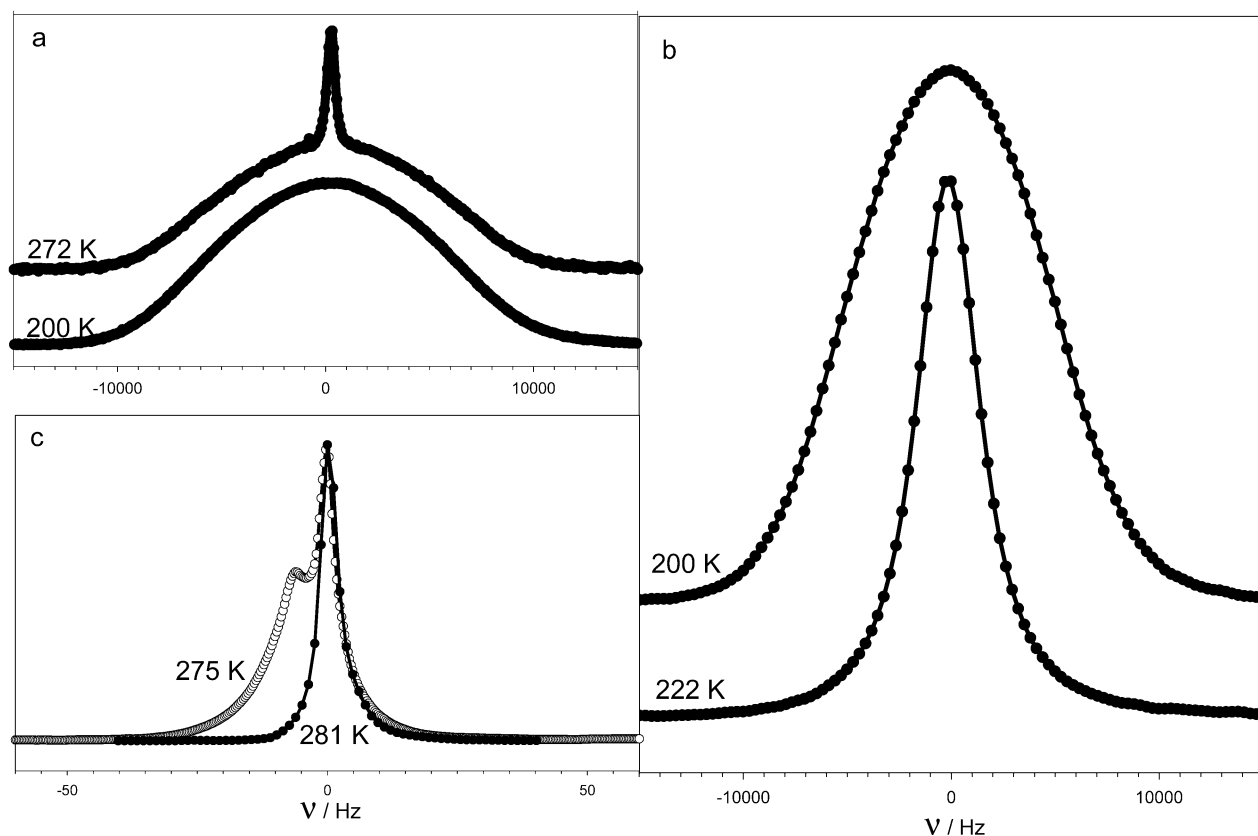 a
272 K
200 K
-10000 0 10000
b
200 K
222 K
-10000 0 10000
ν / Hz
c
275 K
281 K
-50 0 50
ν / Hz